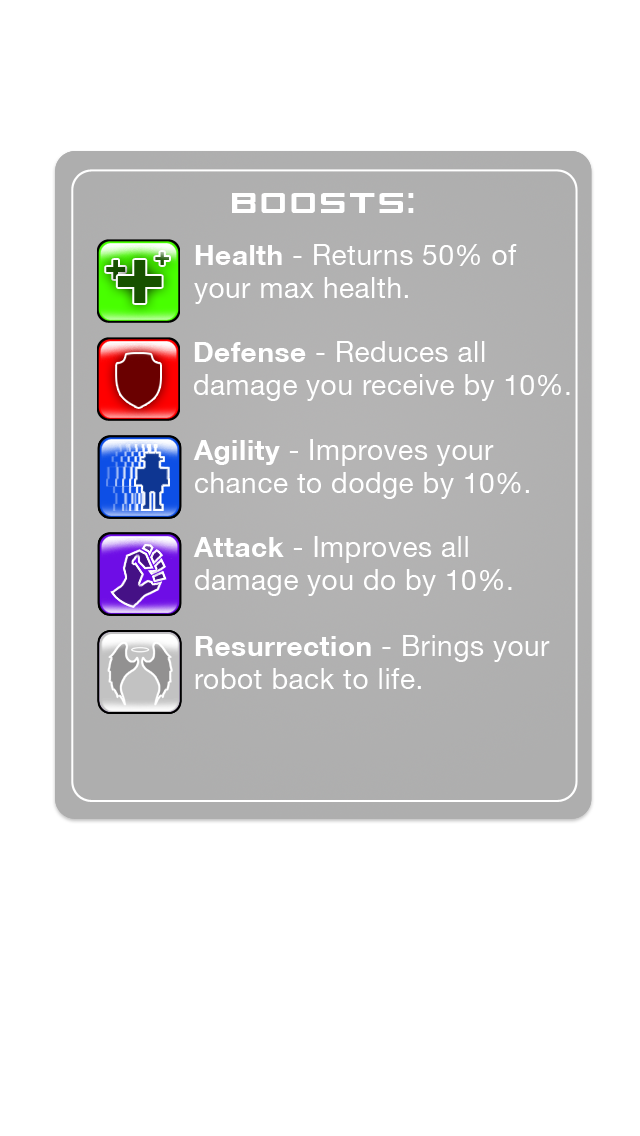 BOOSTS:
Health - Returns 50% of
your max health.
Defense - Reduces all
damage you receive by 10%.
Agility - Improves your
chance to dodge by 10%.
Attack - Improves all
damage you do by 10%.
Resurrection - Brings your
robot back to life.